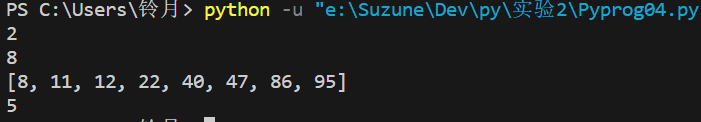 PS C:\Users\铃月> python -u "e:\Suzune\Dev\py\实验2\Pyprog04.py
2
8
[8, 11, 12, 22, 40, 47, 86, 95]
5